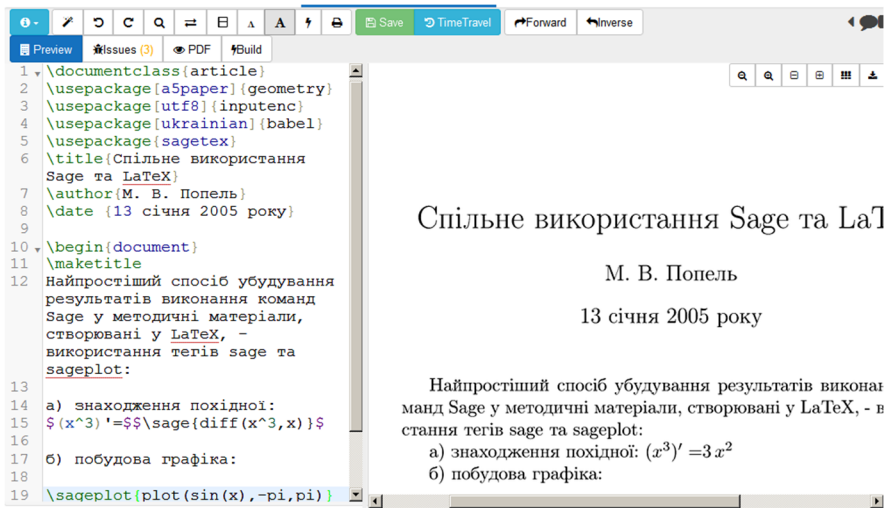 Save TimeTravel Forward Inverse
Preview Issues (3) PDF Build
1 \documentclass{article}
2 \usepackage[a5paper]{geometry}
3 \usepackage[utf8]{inputenc}
4 \usepackage[ukrainian]{babel}
5 \usepackage{sagetex}
6 \title{Спільне використання
Sage та LaTeX}
7 \author{М. В. Попель}
8 \date {13 січня 2005 року}
9
10 \begin{document}
11 \maketitle
12 Найпростіший спосіб убудування
результатів виконання команд
Sage у методичні матеріали,
створювані у LaTeX, –
використання тегів sage та
sageplot:
13
14 а) знаходження похідної:
15 $(x^3)'=$$\sage{diff(x^3,x)}$
16
17 б) побудова графіка:
18
19 \sageplot{plot(sin(x),-pi,pi)}
Спільне використання Sage та LaT
М. В. Попель
13 січня 2005 року
Найпростіший спосіб убудування результатів викона
манд Sage у методичні матеріали, створювані у LaTeX, - в
стання тегів sage та sageplot:
а) знаходження похідної: (x³)′ =3 x²
б) побудова графіка: